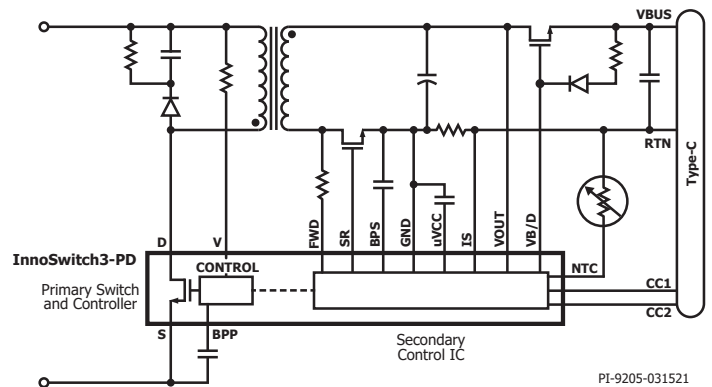 VBUS
RTN
Type-C
FWD
SR
BPS
GND
uVCC
IS
VOUT
VB/D
D
V
InnoSwitch3-PD
CONTROL
NTC
Primary Switch
and Controller
CC1
CC2
S
BPP
Secondary
Control IC
PI-9205-031521